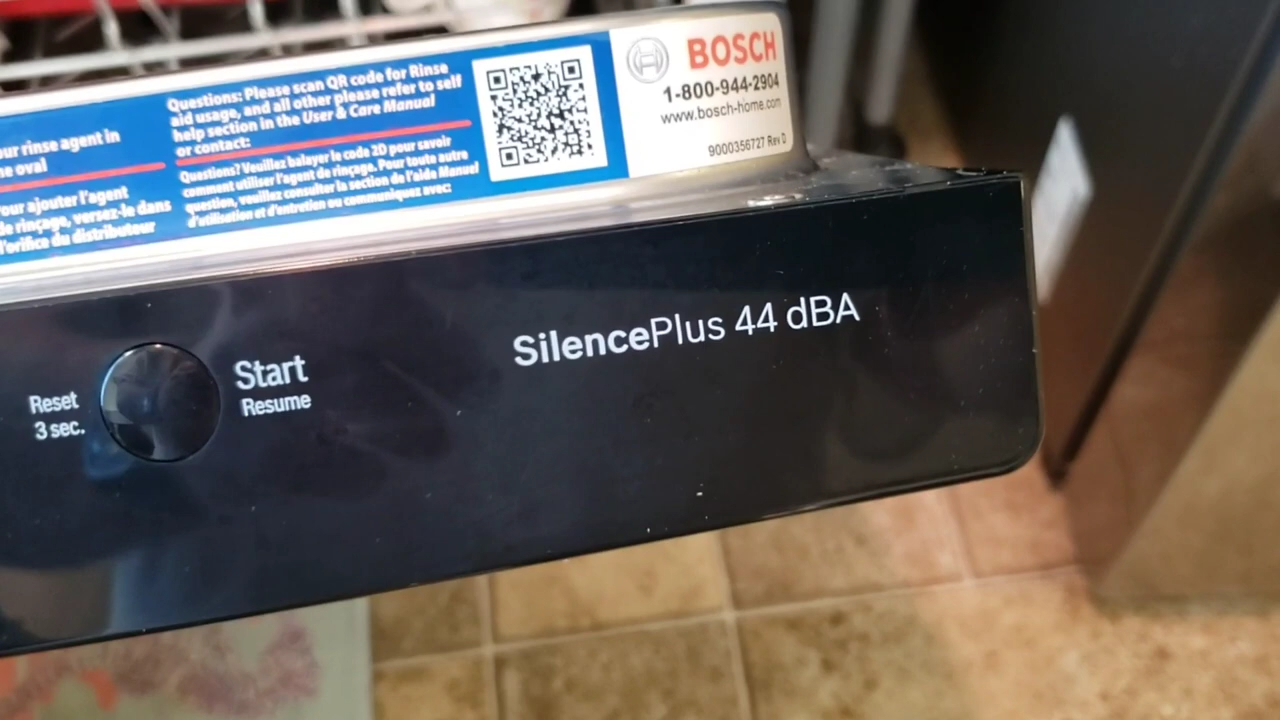 our rinse agent in
ne oval
our ajouter l'agent
de rinçage, versez-le dans
l'orifice du distributeur
Questions: Please scan QR code for Rinse
aid usage, and all other please refer to self
help section in the User & Care Manual
or contact:
Questions? Veuillez balayer le code 2D pour savoir
comment utiliser l'agent de rinçage. Pour toute autre
question, veuillez consulter la section de l'aide Manuel
d'utilisation et d'entretien ou communiquez avec:
BOSCH
1-800-944-2904
www.bosch-home.com
9000356727 Rev D
Reset
3 sec.
Start
Resume
SilencePlus 44 dBA